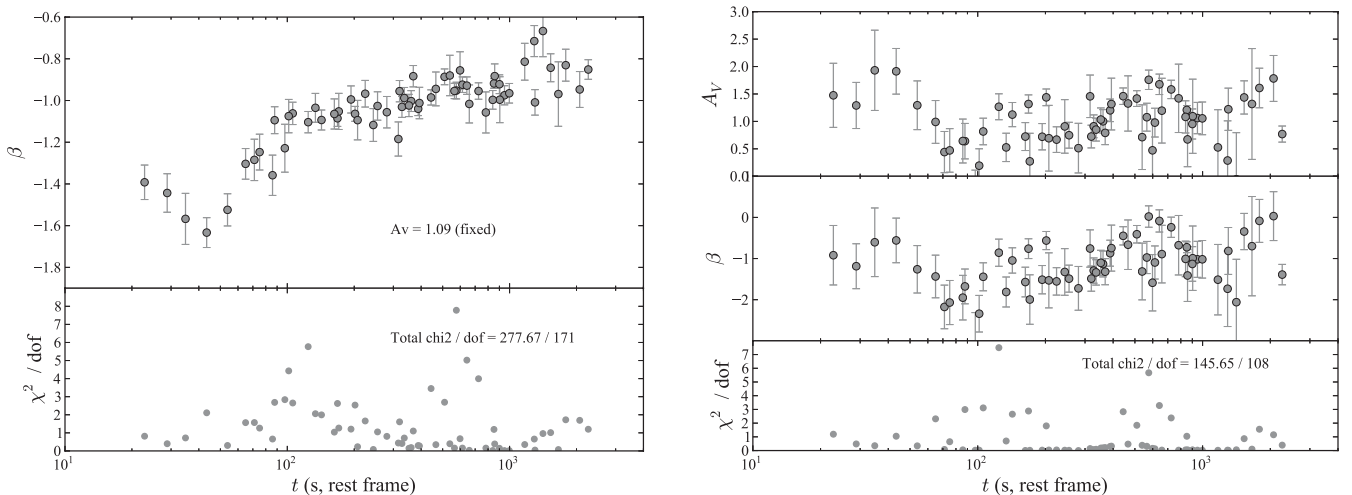 −0.6
−0.8
−1.0
−1.2
−1.4
−1.6
−1.8
β
Av = 1.09 (fixed)
8
7
6
5
4
3
2
1
0
χ² / dof
Total chi2 / dof = 277.67 / 171
10¹ 10² 10³
t (s, rest frame)
3.0
2.5
2.0
1.5
1.0
0.5
0.0
A_V
0
−1
−2
β
7
6
5
4
3
2
1
0
χ² / dof
Total chi2 / dof = 145.65 / 108
10¹ 10² 10³
t (s, rest frame)